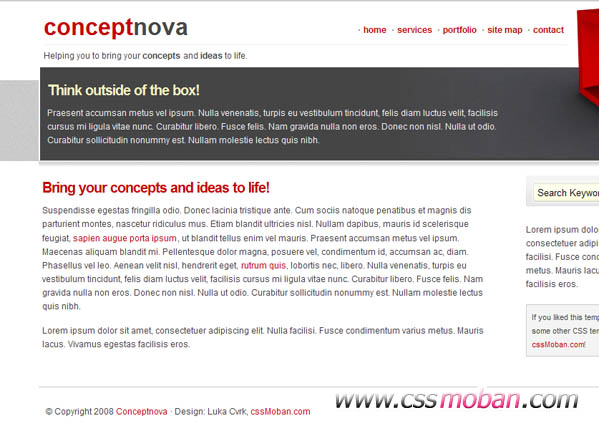 conceptnova
· home · services · portfolio · site map · contact
Helping you to bring your concepts and ideas to life.
Think outside of the box!
Praesent accumsan metus vel ipsum. Nulla venenatis, turpis eu vestibulum tincidunt, felis diam luctus velit, facilisis
cursus mi ligula vitae nunc. Curabitur libero. Fusce felis. Nam gravida nulla non eros. Donec non nisl. Nulla ut odio.
Curabitur sollicitudin nonummy est. Nullam molestie lectus quis nibh.
Bring your concepts and ideas to life!
Suspendisse egestas fringilla odio. Donec lacinia tristique ante. Cum sociis natoque penatibus et magnis dis
parturient montes, nascetur ridiculus mus. Etiam blandit ultricies nisl. Nullam dapibus, mauris id scelerisque
feugiat, sapien augue porta ipsum, ut blandit tellus enim vel mauris. Praesent accumsan metus vel ipsum.
Maecenas aliquam blandit mi. Pellentesque dolor magna, posuere vel, condimentum id, accumsan ac, diam.
Phasellus vel leo. Aenean velit nisl, hendrerit eget, rutrum quis, lobortis nec, libero. Nulla venenatis, turpis eu
vestibulum tincidunt, felis diam luctus velit, facilisis cursus mi ligula vitae nunc. Curabitur libero. Fusce felis. Nam
gravida nulla non eros. Donec non nisl. Nulla ut odio. Curabitur sollicitudin nonummy est. Nullam molestie lectus
quis nibh.
Lorem ipsum dolor sit amet, consectetuer adipiscing elit. Nulla facilisi. Fusce condimentum varius metus. Mauris
lacus. Vivamus egestas facilisis eros.
Search Keywor
Lorem ipsum dolor
consectetuer adipi
facilisi. Fusce con
metus. Mauris lacu
facilisis eros.
If you liked this temp
some other CSS tem
cssMoban.com!
www.cssmoban.com
© Copyright 2008 Conceptnova · Design: Luka Cvrk, cssMoban.com